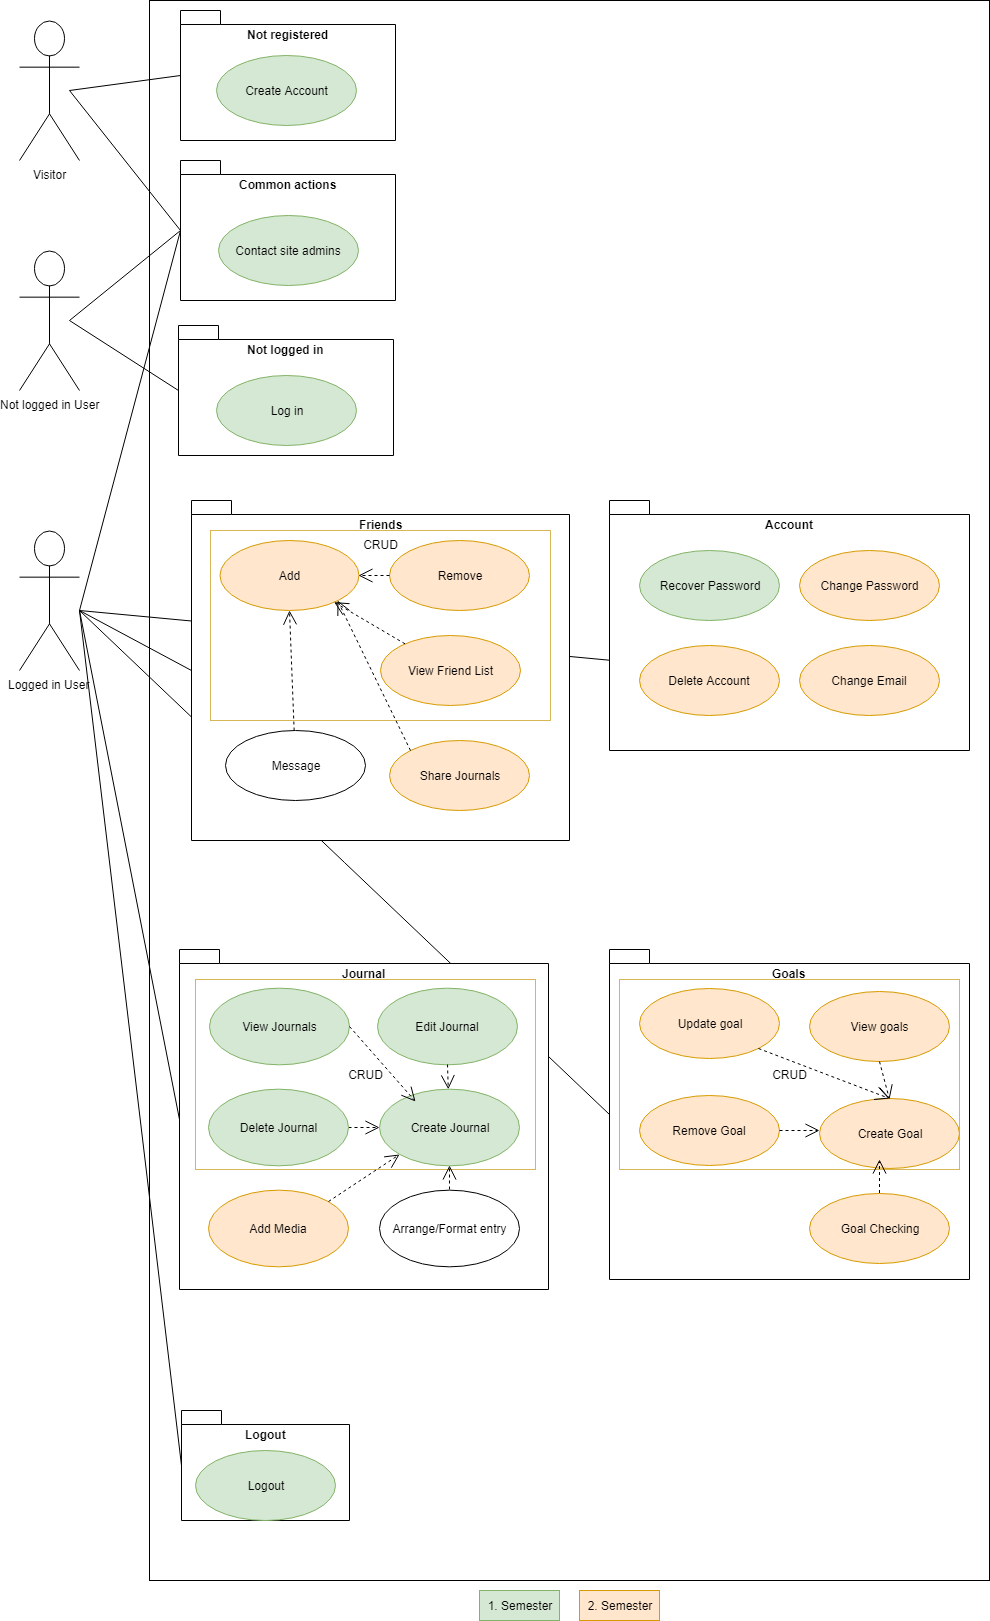 Not registered
Create Account
Visitor
Common actions
Contact site admins
Not logged in
Log in
Not logged in User
Logged in User
Friends
CRUD
Add
Remove
View Friend List
Message
Share Journals
Account
Recover Password
Change Password
Delete Account
Change Email
Journal
View Journals
Edit Journal
CRUD
Delete Journal
Create Journal
Add Media
Arrange/Format entry
Goals
Update goal
View goals
CRUD
Remove Goal
Create Goal
Goal Checking
Logout
Logout
1. Semester
2. Semester